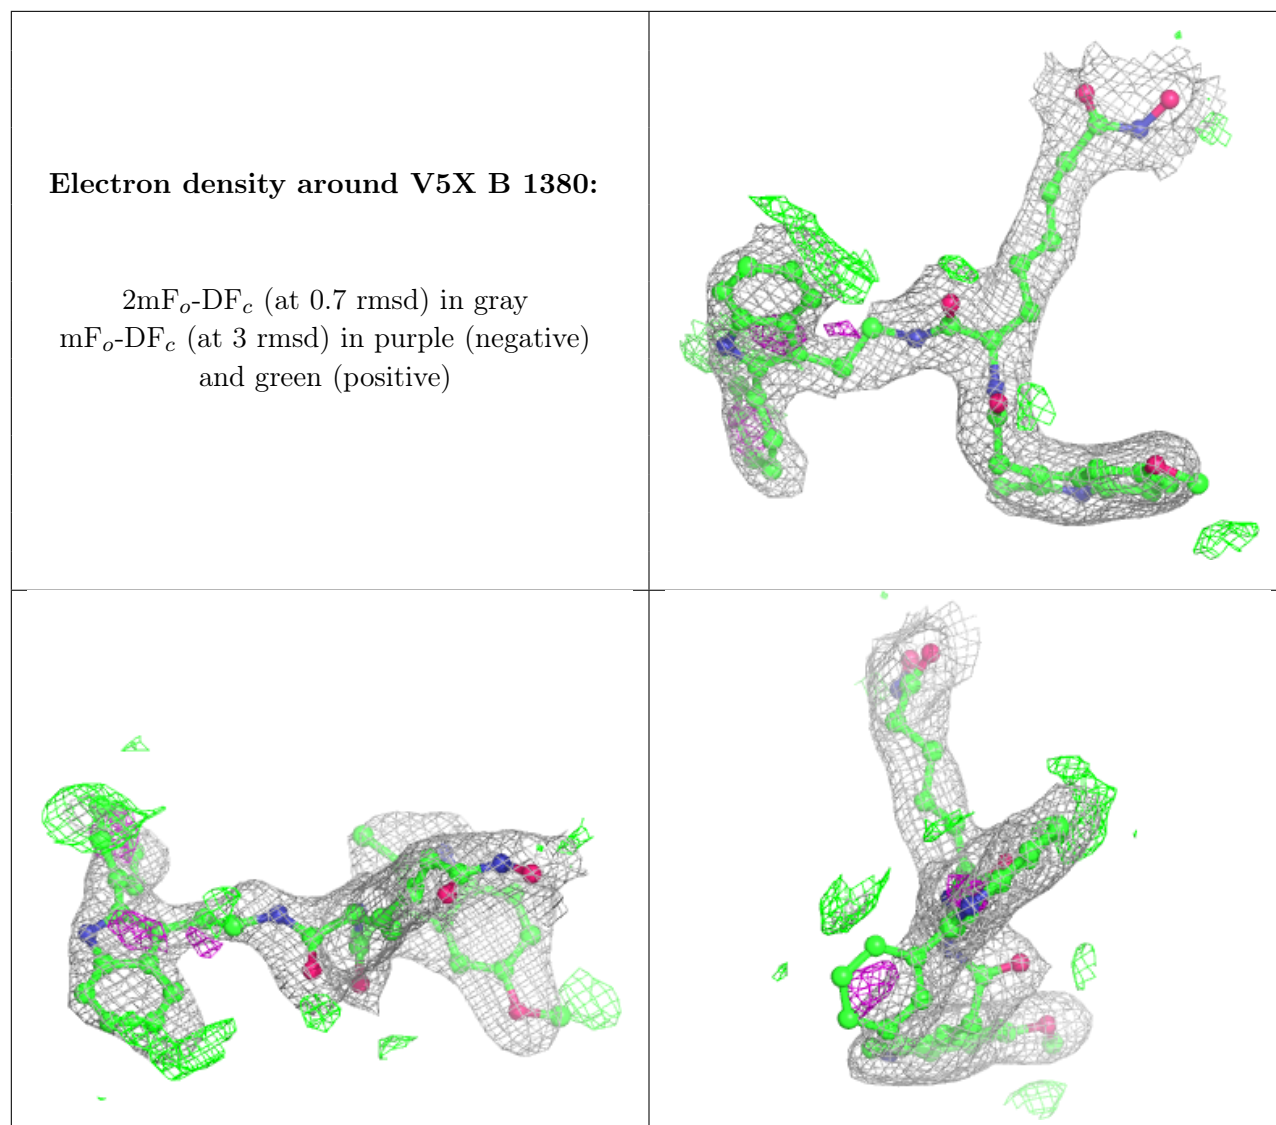 Electron density around V5X B 1380:
2mFo-DFc (at 0.7 rmsd) in gray
mFo-DFc (at 3 rmsd) in purple (negative)
and green (positive)